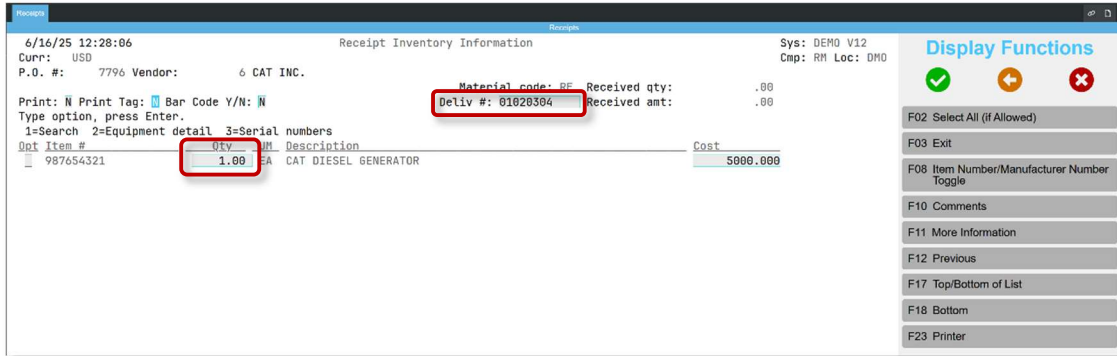 Receipts
Receipts
6/16/25 12:28:06 Receipt Inventory Information Sys: DEMO V12
Curr: USD Cmp: RM Loc: DMO
P.O. #: 7796 Vendor: 6 CAT INC.
Material code: RE Received qty: .00
Print: N Print Tag: N Bar Code Y/N: N Deliv #: 01020304 Received amt: .00
Type option, press Enter.
1=Search 2=Equipment detail 3=Serial numbers
Opt Item # Qty UM Description Cost
987654321 1.00 EA CAT DIESEL GENERATOR 5000.000
Display Functions
F02 Select All (if Allowed)
F03 Exit
F08 Item Number/Manufacturer Number
Toggle
F10 Comments
F11 More Information
F12 Previous
F17 Top/Bottom of List
F18 Bottom
F23 Printer